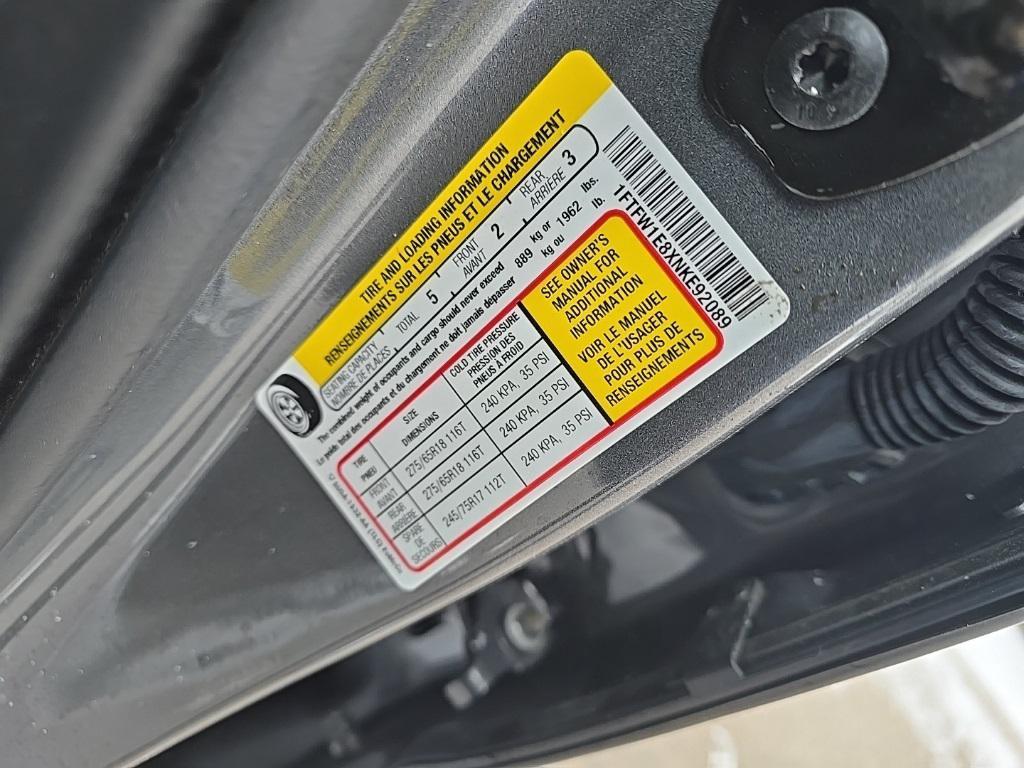 TIRE AND LOADING INFORMATION
RENSEIGNEMENTS SUR LES PNEUS ET LE CHARGEMENT
SEATING CAPACITY
NOMBRE DE PLACES
TOTAL 5
FRONT
AVANT 2
REAR
ARRIÈRE 3
The combined weight of occupants and cargo should never exceed 889 kg or 1962 lbs.
Le poids total des occupants et du chargement ne doit jamais dépasser kg ou lb.
TIRE
PNEU
SIZE
DIMENSIONS
COLD TIRE PRESSURE
PRESSION DES
PNEUS A FROID
FRONT
AVANT
275/65R18 116T
240 KPA, 35 PSI
REAR
ARRIÈRE
275/65R18 116T
240 KPA, 35 PSI
SPARE
DE
SECOURS
245/75R17 112T
240 KPA, 35 PSI
SEE OWNER'S
MANUAL FOR
ADDITIONAL
INFORMATION
VOIR LE MANUEL
DE L'USAGER
POUR PLUS DE
RENSEIGNEMENTS
1FTFW1E8XNKE92089